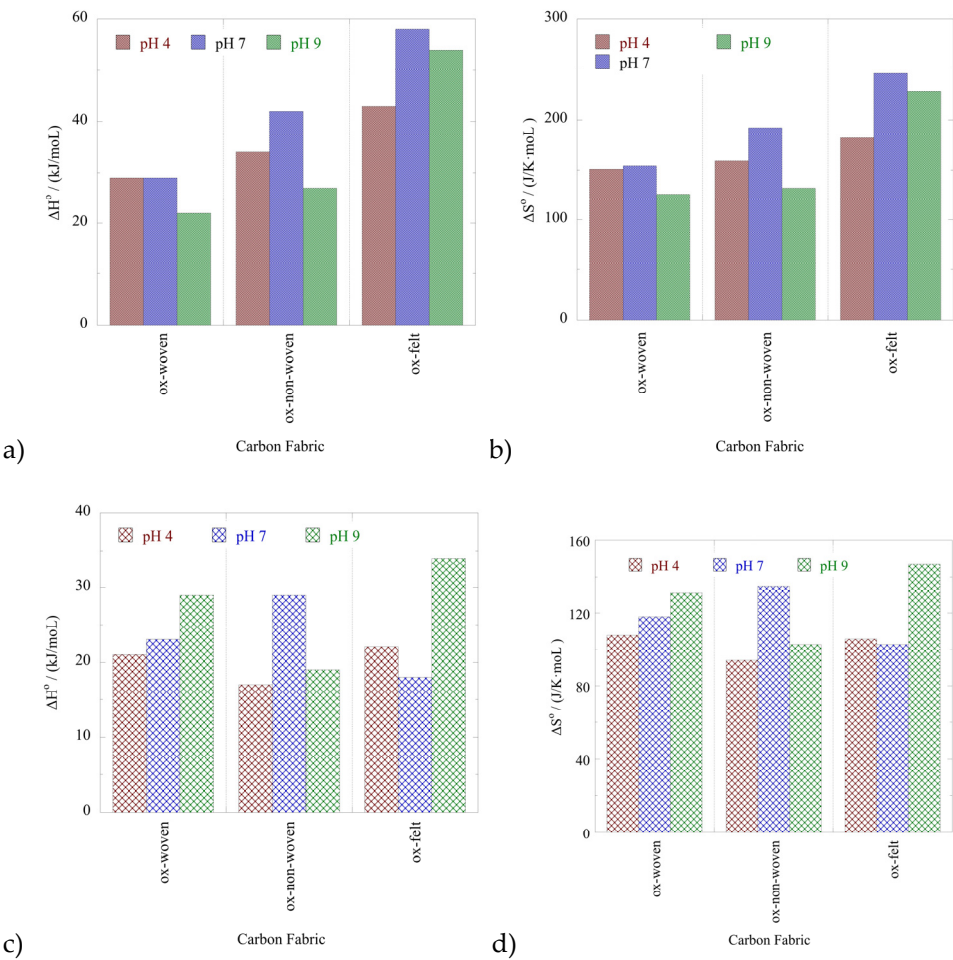 60
40
20
0
ΔHº / (kJ/moL)
pH 4 pH 7 pH 9
ox-woven
ox-non-woven
ox-felt
Carbon Fabric
a)
300
200
100
0
ΔSº / (J/K·moL )
pH 4 pH 9
pH 7
ox-woven
ox-non-woven
ox-felt
Carbon Fabric
b)
40
30
20
10
0
ΔHº / (kJ/moL)
pH 4 pH 7 pH 9
ox-woven
ox-non-woven
ox-felt
Carbon Fabric
c)
160
120
80
40
0
ΔSº / (J/K·moL )
pH 4 pH 7 pH 9
ox-woven
ox-non-woven
ox-felt
Carbon Fabric
d)